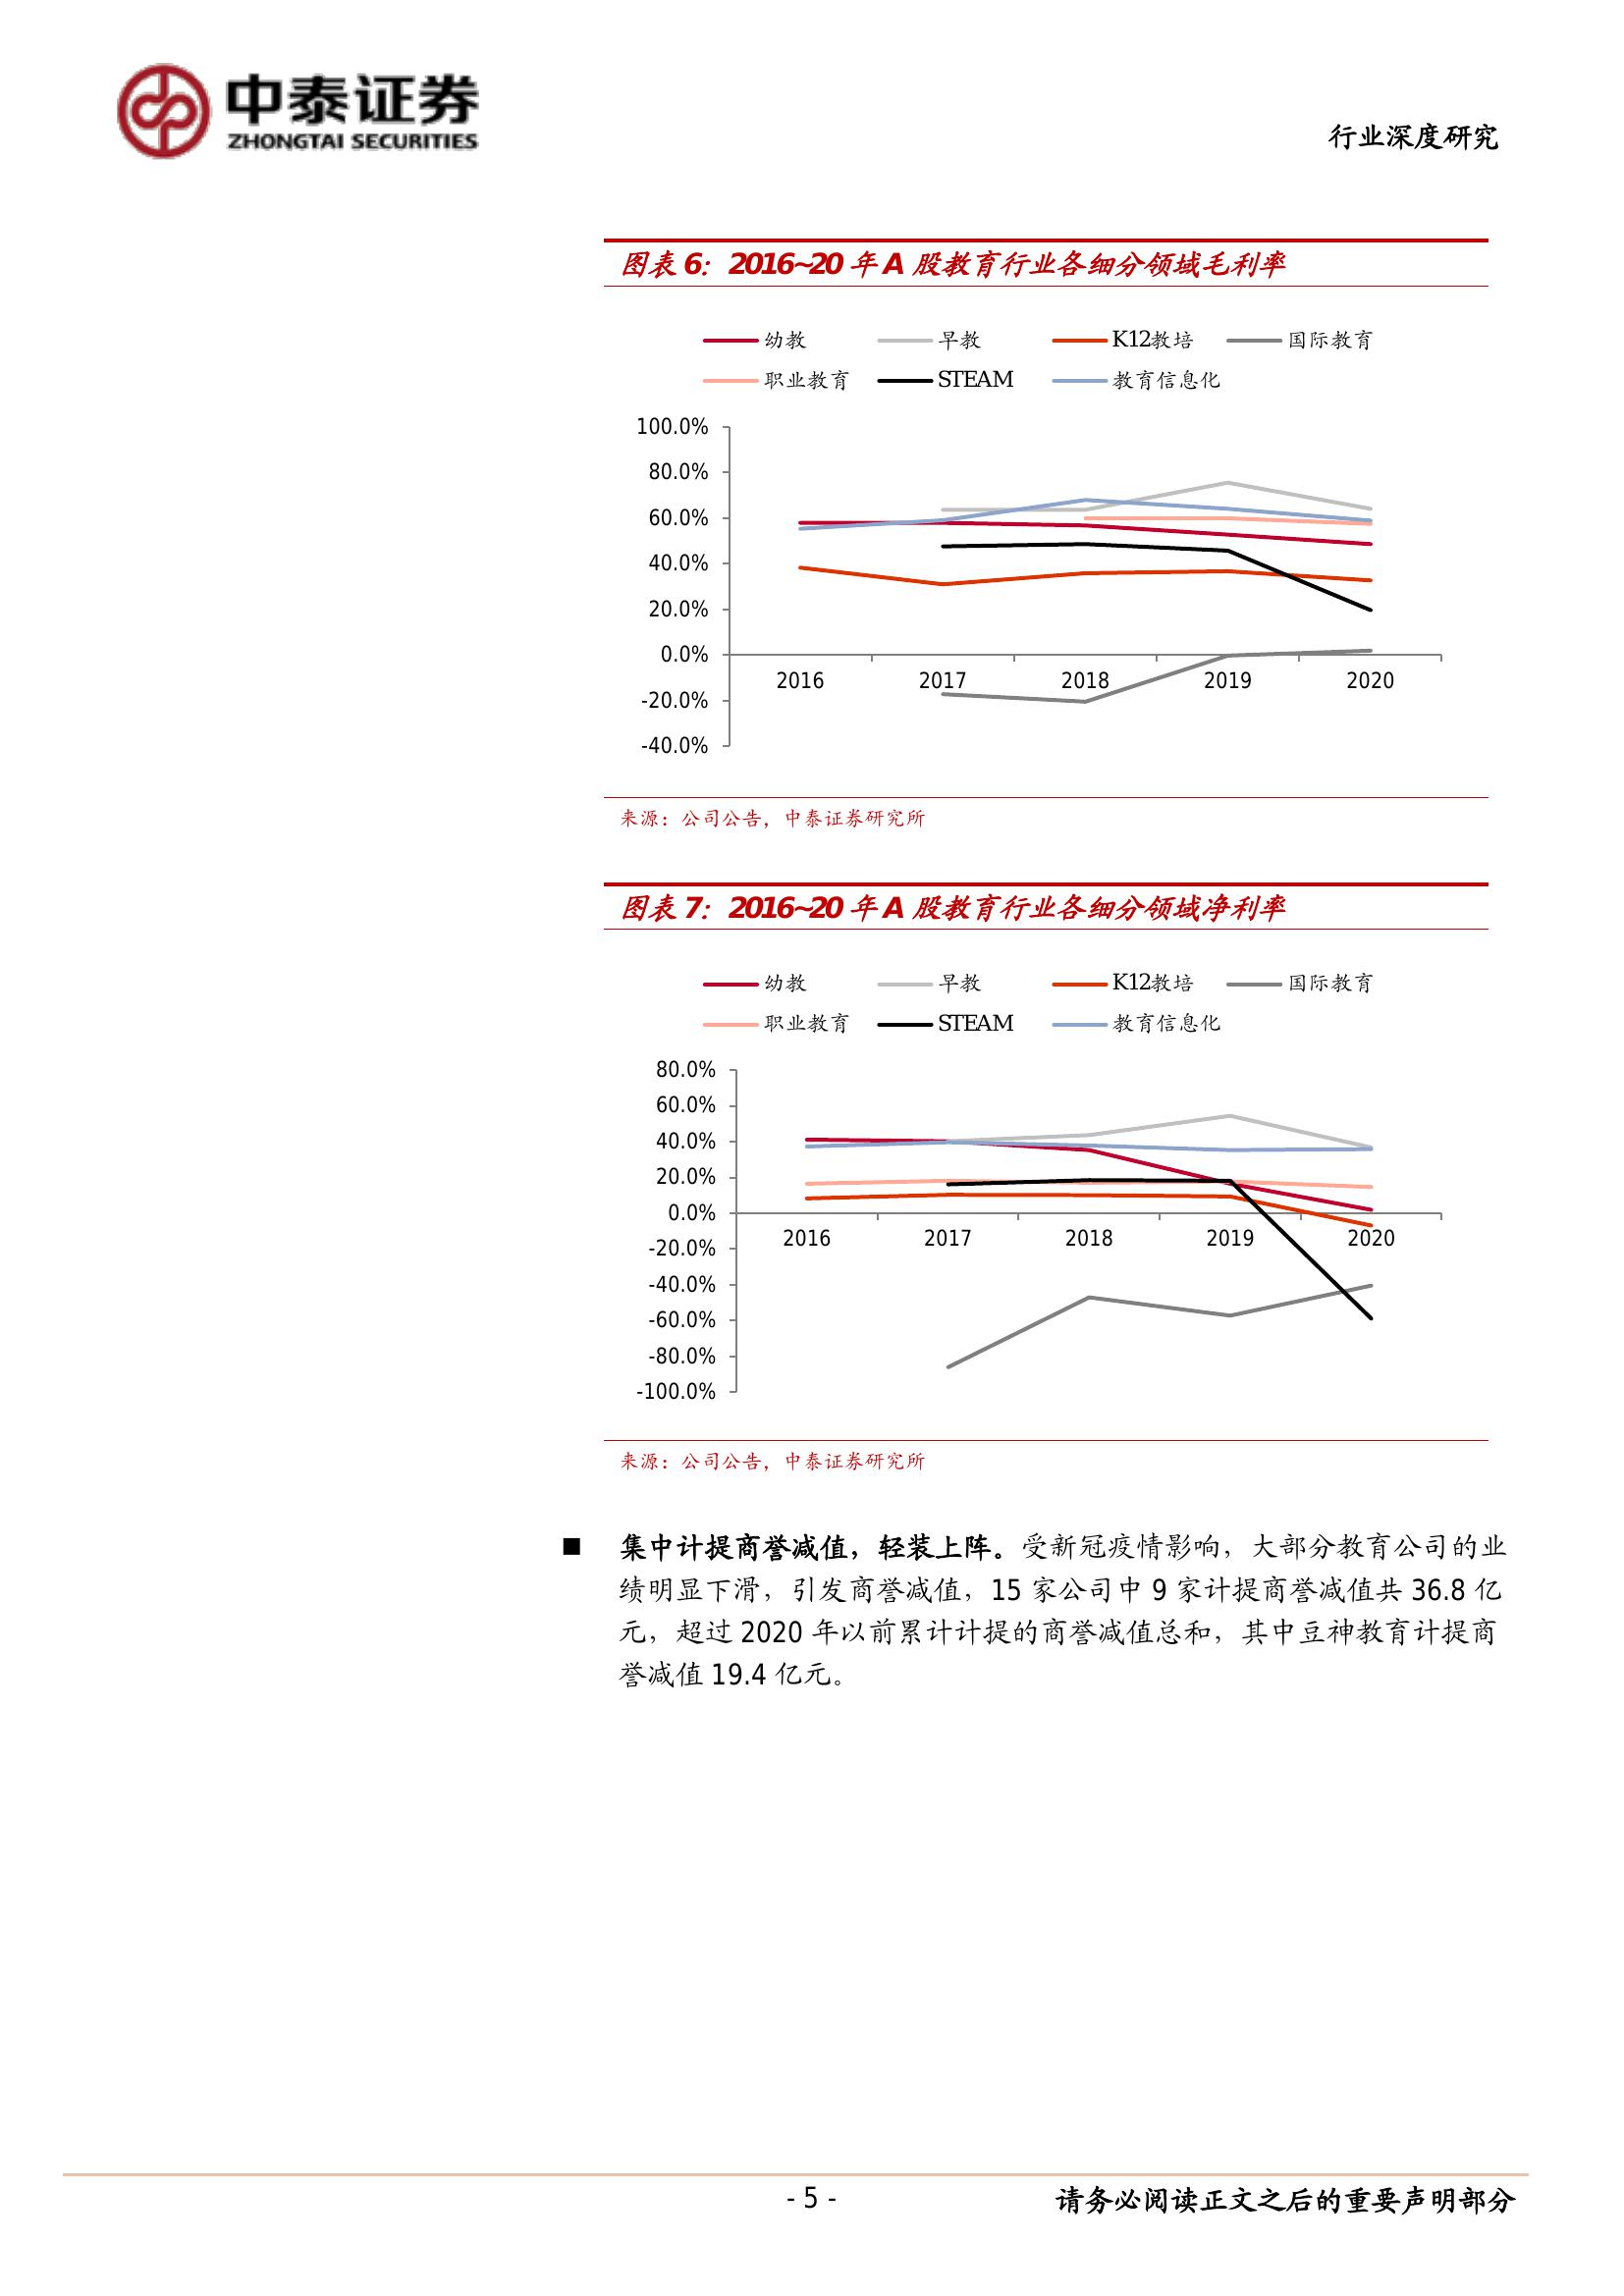 中泰证券
ZHONGTAI SECURITIES
行业深度研究
图表 6：2016~20 年 A 股教育行业各细分领域毛利率
幼教 早教 K12教培 国际教育
职业教育 STEAM 教育信息化
100.0%
80.0%
60.0%
40.0%
20.0%
0.0%
2016 2017 2018 2019 2020
-20.0%
-40.0%
来源：公司公告，中泰证券研究所
图表 7：2016~20 年 A 股教育行业各细分领域净利率
幼教 早教 K12教培 国际教育
职业教育 STEAM 教育信息化
80.0%
60.0%
40.0%
20.0%
0.0%
2016 2017 2018 2019 2020
-20.0%
-40.0%
-60.0%
-80.0%
-100.0%
来源：公司公告，中泰证券研究所
■ 集中计提商誉减值，轻装上阵。受新冠疫情影响，大部分教育公司的业
绩明显下滑，引发商誉减值，15 家公司中 9 家计提商誉减值共 36.8 亿
元，超过 2020 年以前累计计提的商誉减值总和，其中豆神教育计提商
誉减值 19.4 亿元。
- 5 -
请务必阅读正文之后的重要声明部分